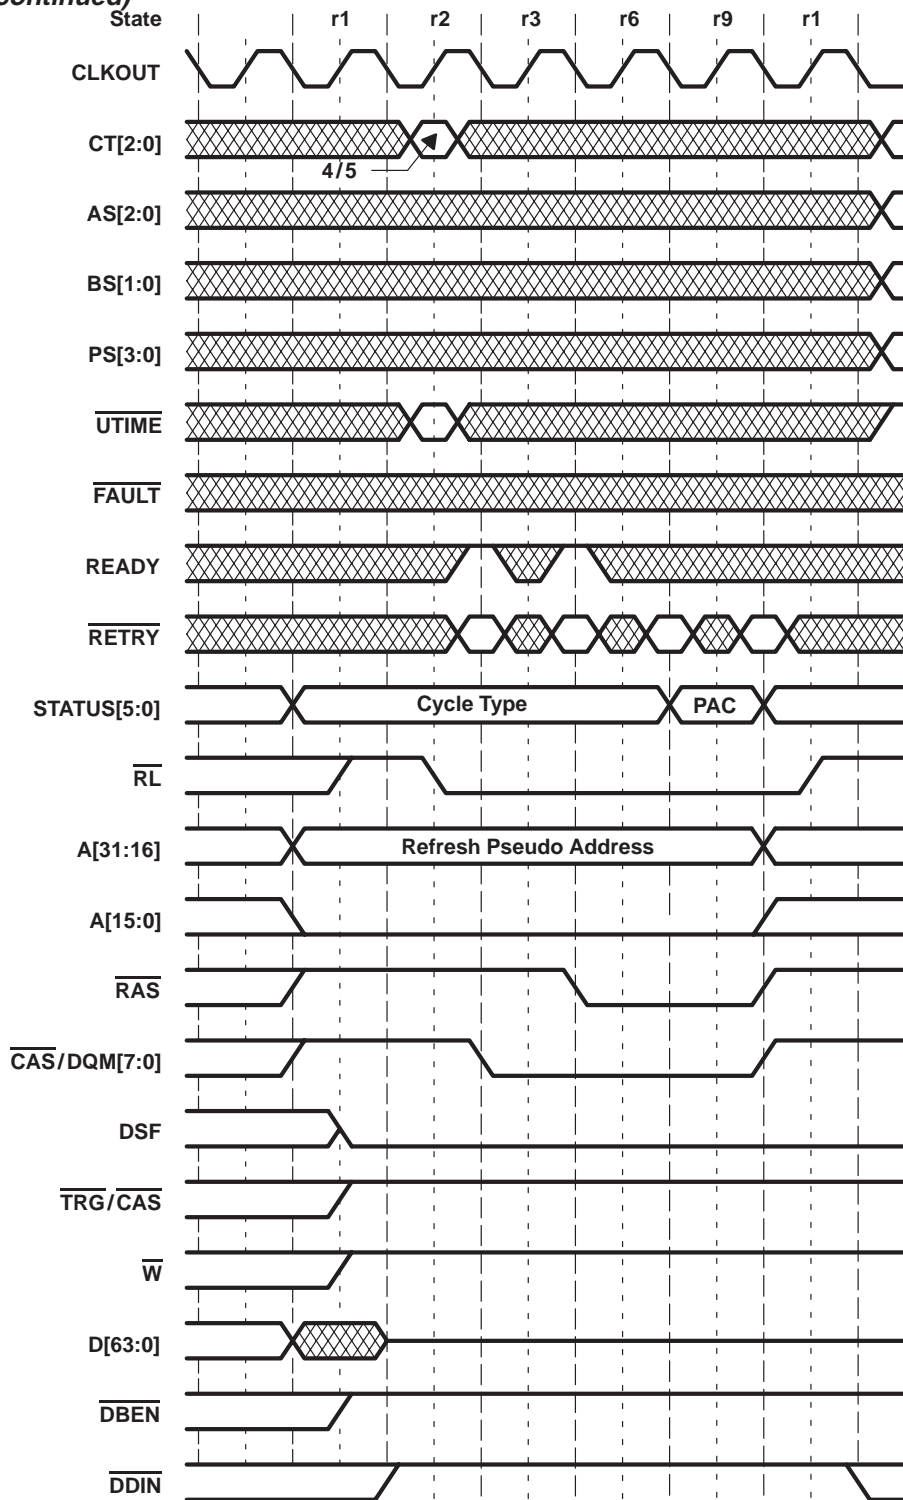 continued)
State r1 r2 r3 r6 r9 r1
CLKOUT
CT[2:0]
4/5
AS[2:0]
BS[1:0]
PS[3:0]
UTIME
FAULT
READY
RETRY
STATUS[5:0] Cycle Type PAC
RL
A[31:16] Refresh Pseudo Address
A[15:0]
RAS
CAS/DQM[7:0]
DSF
TRG/CAS
W
D[63:0]
DBEN
DDIN